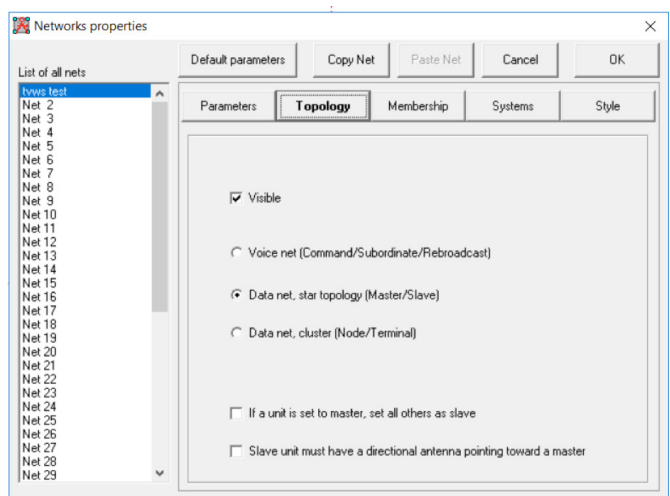 Networks properties
List of all nets
Default parameters
Copy Net
Paste Net
Cancel
OK
tvws test
Net 2
Net 3
Net 4
Net 5
Net 6
Net 7
Net 8
Net 9
Net 10
Net 11
Net 12
Net 13
Net 14
Net 15
Net 16
Net 17
Net 18
Net 19
Net 20
Net 21
Net 22
Net 23
Net 24
Net 25
Net 26
Net 27
Net 28
Net 29
Parameters
Topology
Membership
Systems
Style
Visible
Voice net (Command/Subordinate/Rebroadcast)
Data net, star topology (Master/Slave)
Data net, cluster (Node/Terminal)
If a unit is set to master, set all others as slave
Slave unit must have a directional antenna pointing toward a master